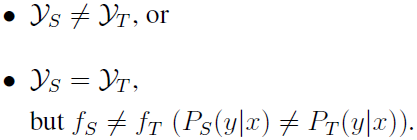 • 𝒴_S ≠ 𝒴_T, or
• 𝒴_S = 𝒴_T,
but f_S ≠ f_T (P_S(y|x) ≠ P_T(y|x)).